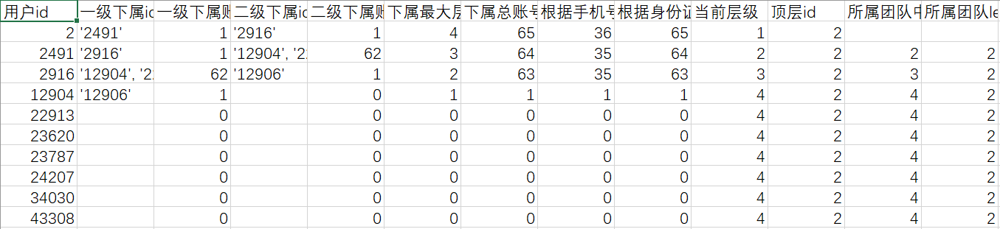 用户id 一级下属id 一级下属账 二级下属id 二级下属账 下属最大层 下属总账号 根据手机号 根据身份证 当前层级 顶层id 所属团队中 所属团队le
2 '2491' 1 '2916' 1 4 65 36 65 1 2
2491 '2916' 1 '12904', '22 62 3 64 35 64 2 2 2 2
2916 '12904', '22 62 '12906' 1 2 63 35 63 3 2 3 2
12904 '12906' 1 0 1 1 1 1 4 2 4 2
22913 0 0 0 0 0 0 4 2 4 2
23620 0 0 0 0 0 0 4 2 4 2
23787 0 0 0 0 0 0 4 2 4 2
24207 0 0 0 0 0 0 4 2 4 2
34030 0 0 0 0 0 0 4 2 4 2
43308 0 0 0 0 0 0 4 2 4 2